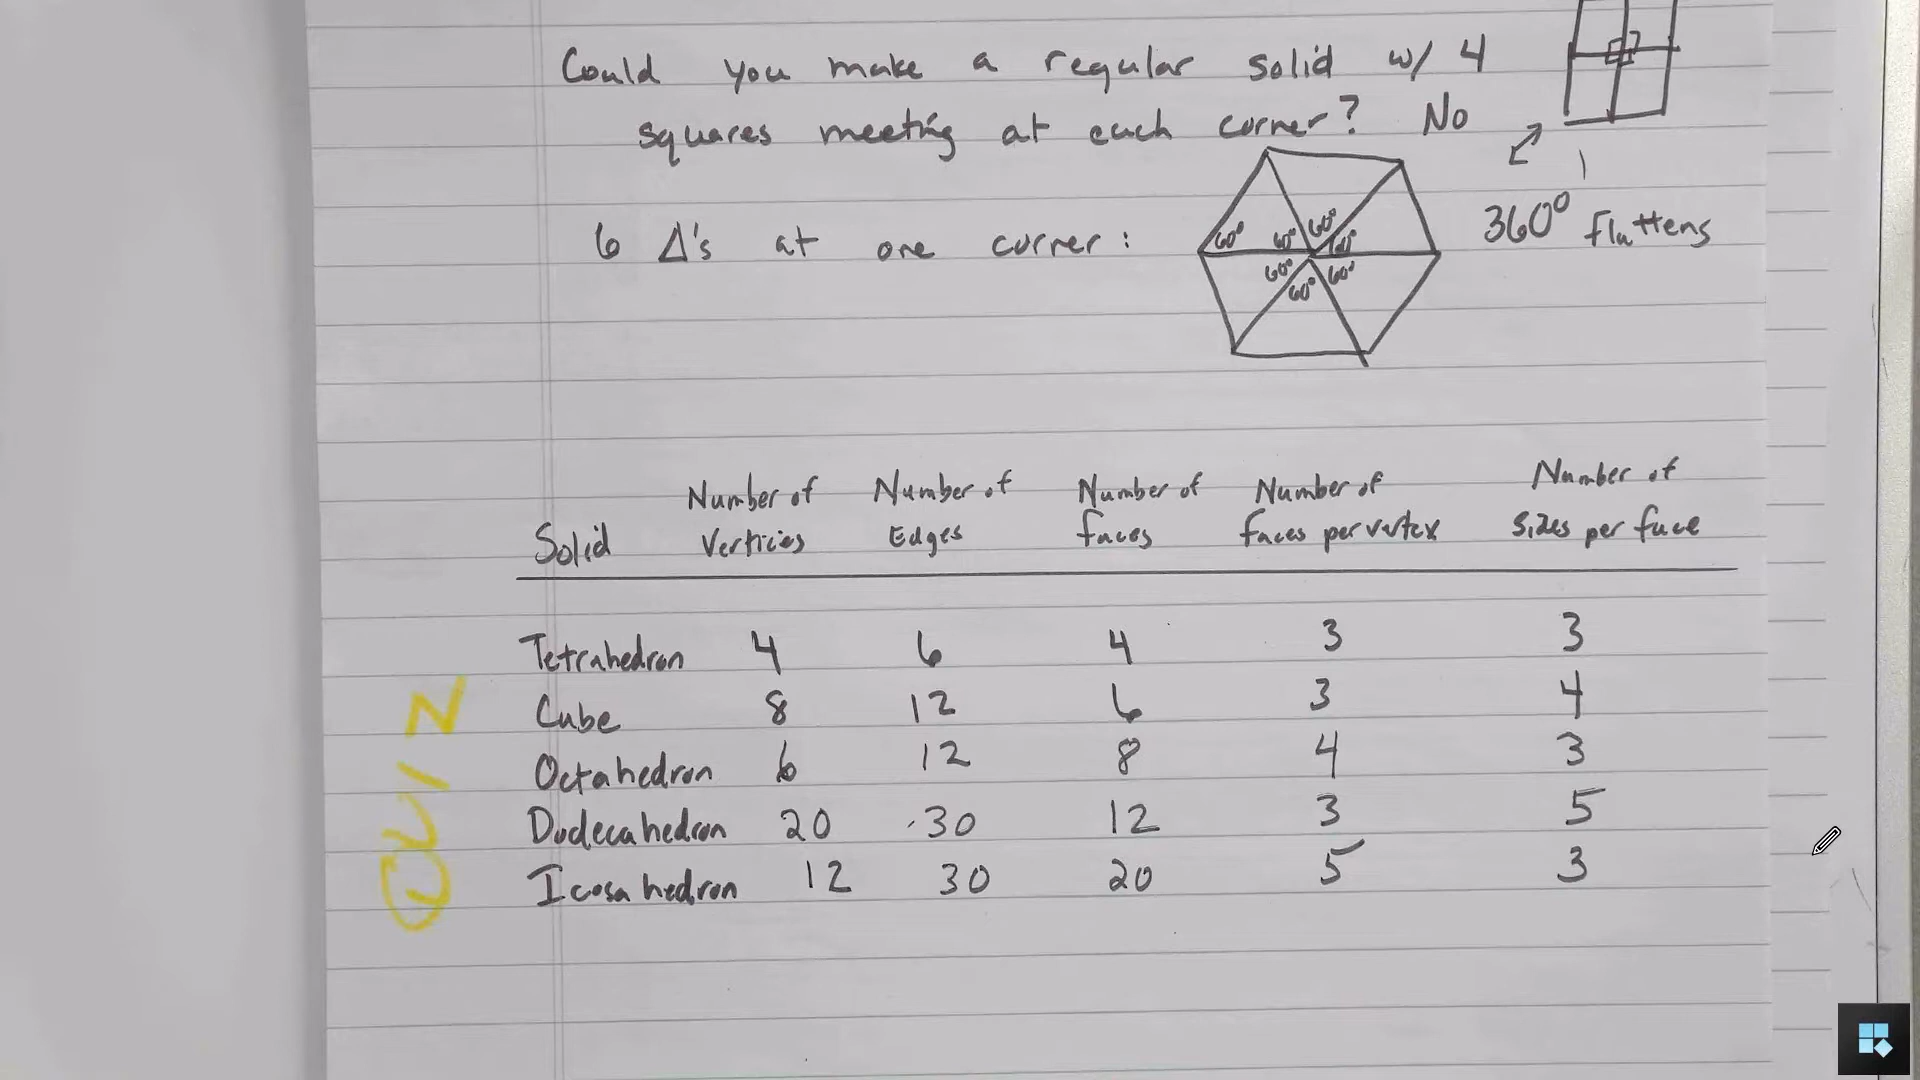 Could you make a regular solid w/ 4
squares meeting at each corner? No
6 Δ's at one corner:
60° 60° 60° 60°
60° 60° 60°
360° flattens
Solid Number of Verticies Number of Edges Number of faces Number of faces per vertex Number of sides per face
Tetrahedron 4 6 4 3 3
Cube 8 12 6 3 4
Octahedron 6 12 8 4 3
Dodecahedron 20 30 12 3 5
Icosahedron 12 30 20 5 3
QUIZ